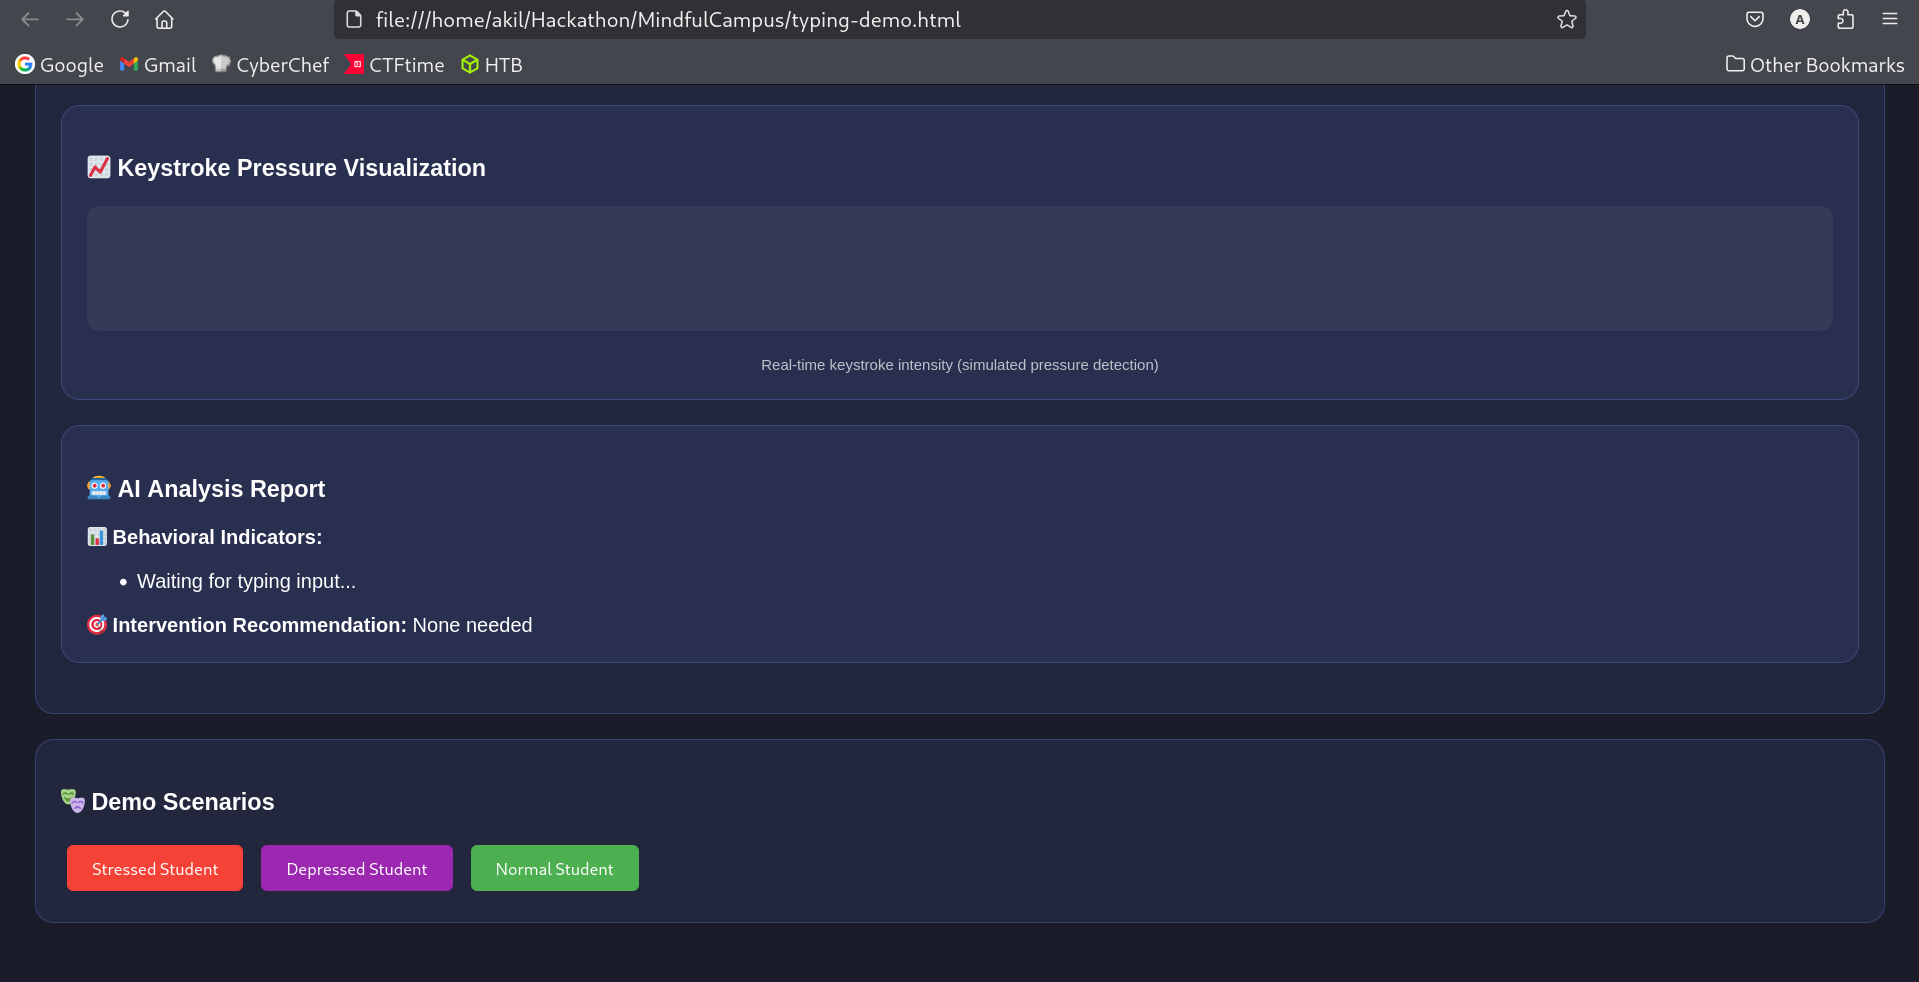 file:///home/akil/Hackathon/MindfulCampus/typing-demo.html
A
Google Gmail CyberChef CTFtime HTB Other Bookmarks
Keystroke Pressure Visualization
Real-time keystroke intensity (simulated pressure detection)
AI Analysis Report
Behavioral Indicators:
• Waiting for typing input...
Intervention Recommendation: None needed
Demo Scenarios
Stressed Student Depressed Student Normal Student